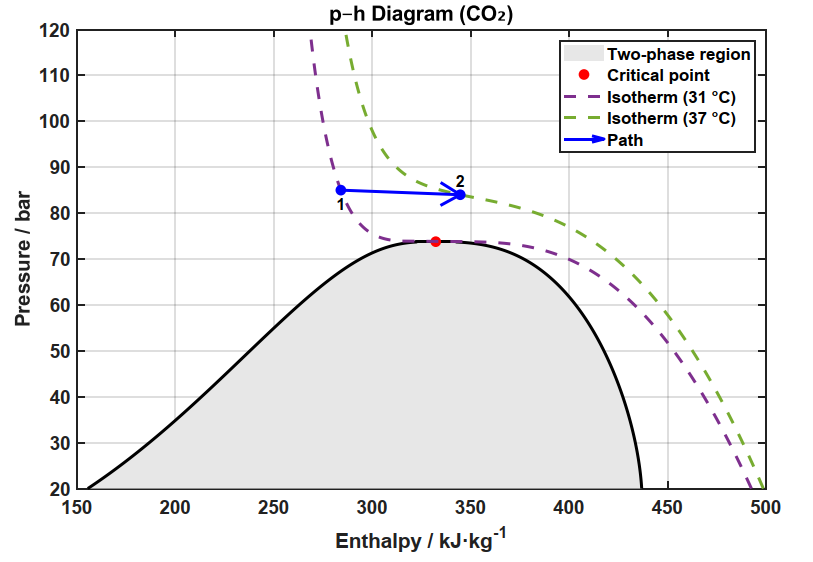 p–h Diagram (CO₂)
120
110
100
90
80
70
60
50
40
30
20
Pressure / bar
Two-phase region
Critical point
Isotherm (31 °C)
Isotherm (37 °C)
Path
1
2
150
200
250
300
350
400
450
500
Enthalpy / kJ·kg⁻¹